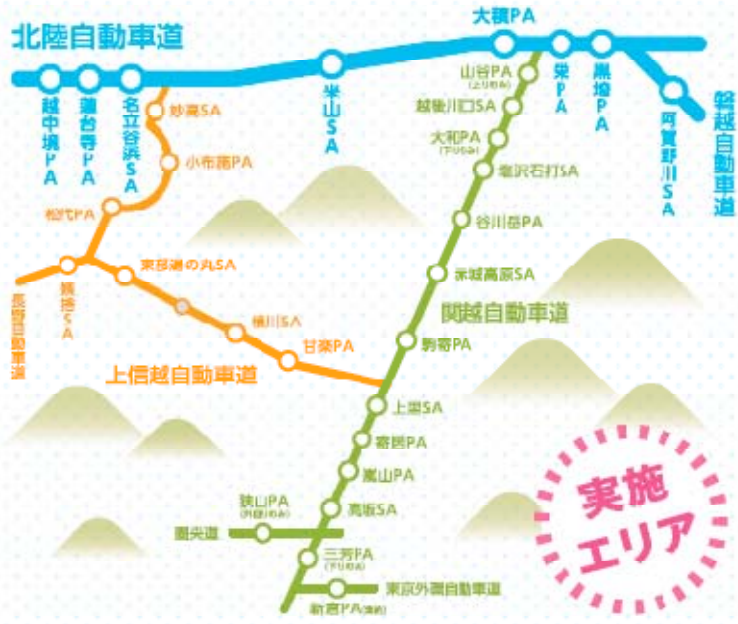 北陸自動車道
大積PA
越中境PA
蓮台寺PA
名立谷浜SA
米山SA
栄PA
黒埼PA
阿賀野川SA
磐越自動車道
山谷PA
(上りのみ)
越後川口SA
大和PA
(下りのみ)
塩沢石打SA
谷川岳PA
赤城高原SA
関越自動車道
駒寄PA
上里SA
寄居PA
嵐山PA
高坂SA
三芳PA
(下りのみ)
妙高SA
小布施PA
松代PA
姨捨SA
長野自動車道
東部湯の丸SA
横川SA
甘楽PA
上信越自動車道
狭山PA
(内回りのみ)
圏央道
東京外環自動車道
新倉PA
実施
エリア